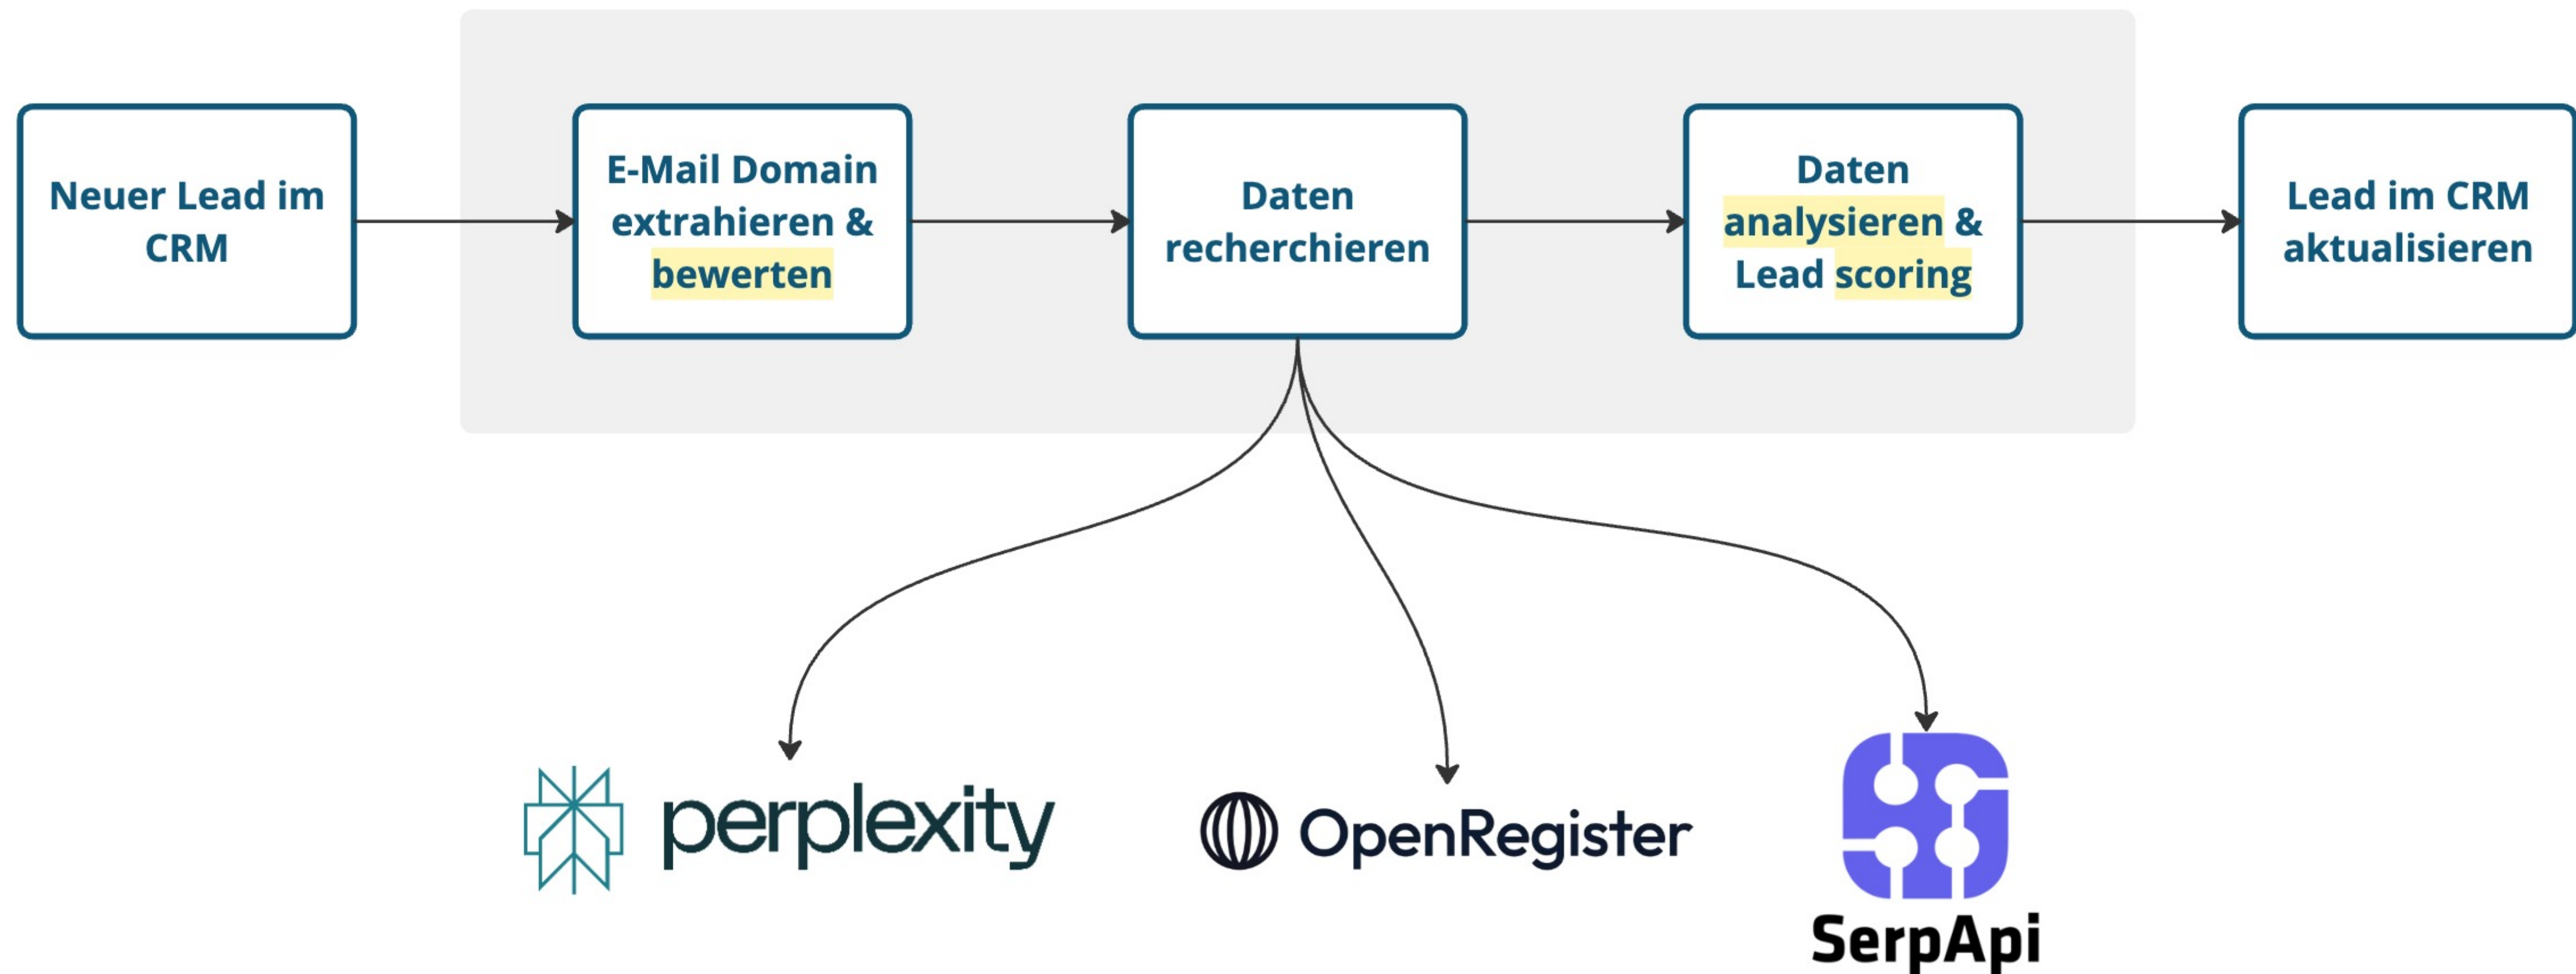 Neuer Lead im
CRM
E-Mail Domain
extrahieren &
bewerten
Daten
recherchieren
Daten
analysieren &
Lead scoring
Lead im CRM
aktualisieren
perplexity
OpenRegister
SerpApi